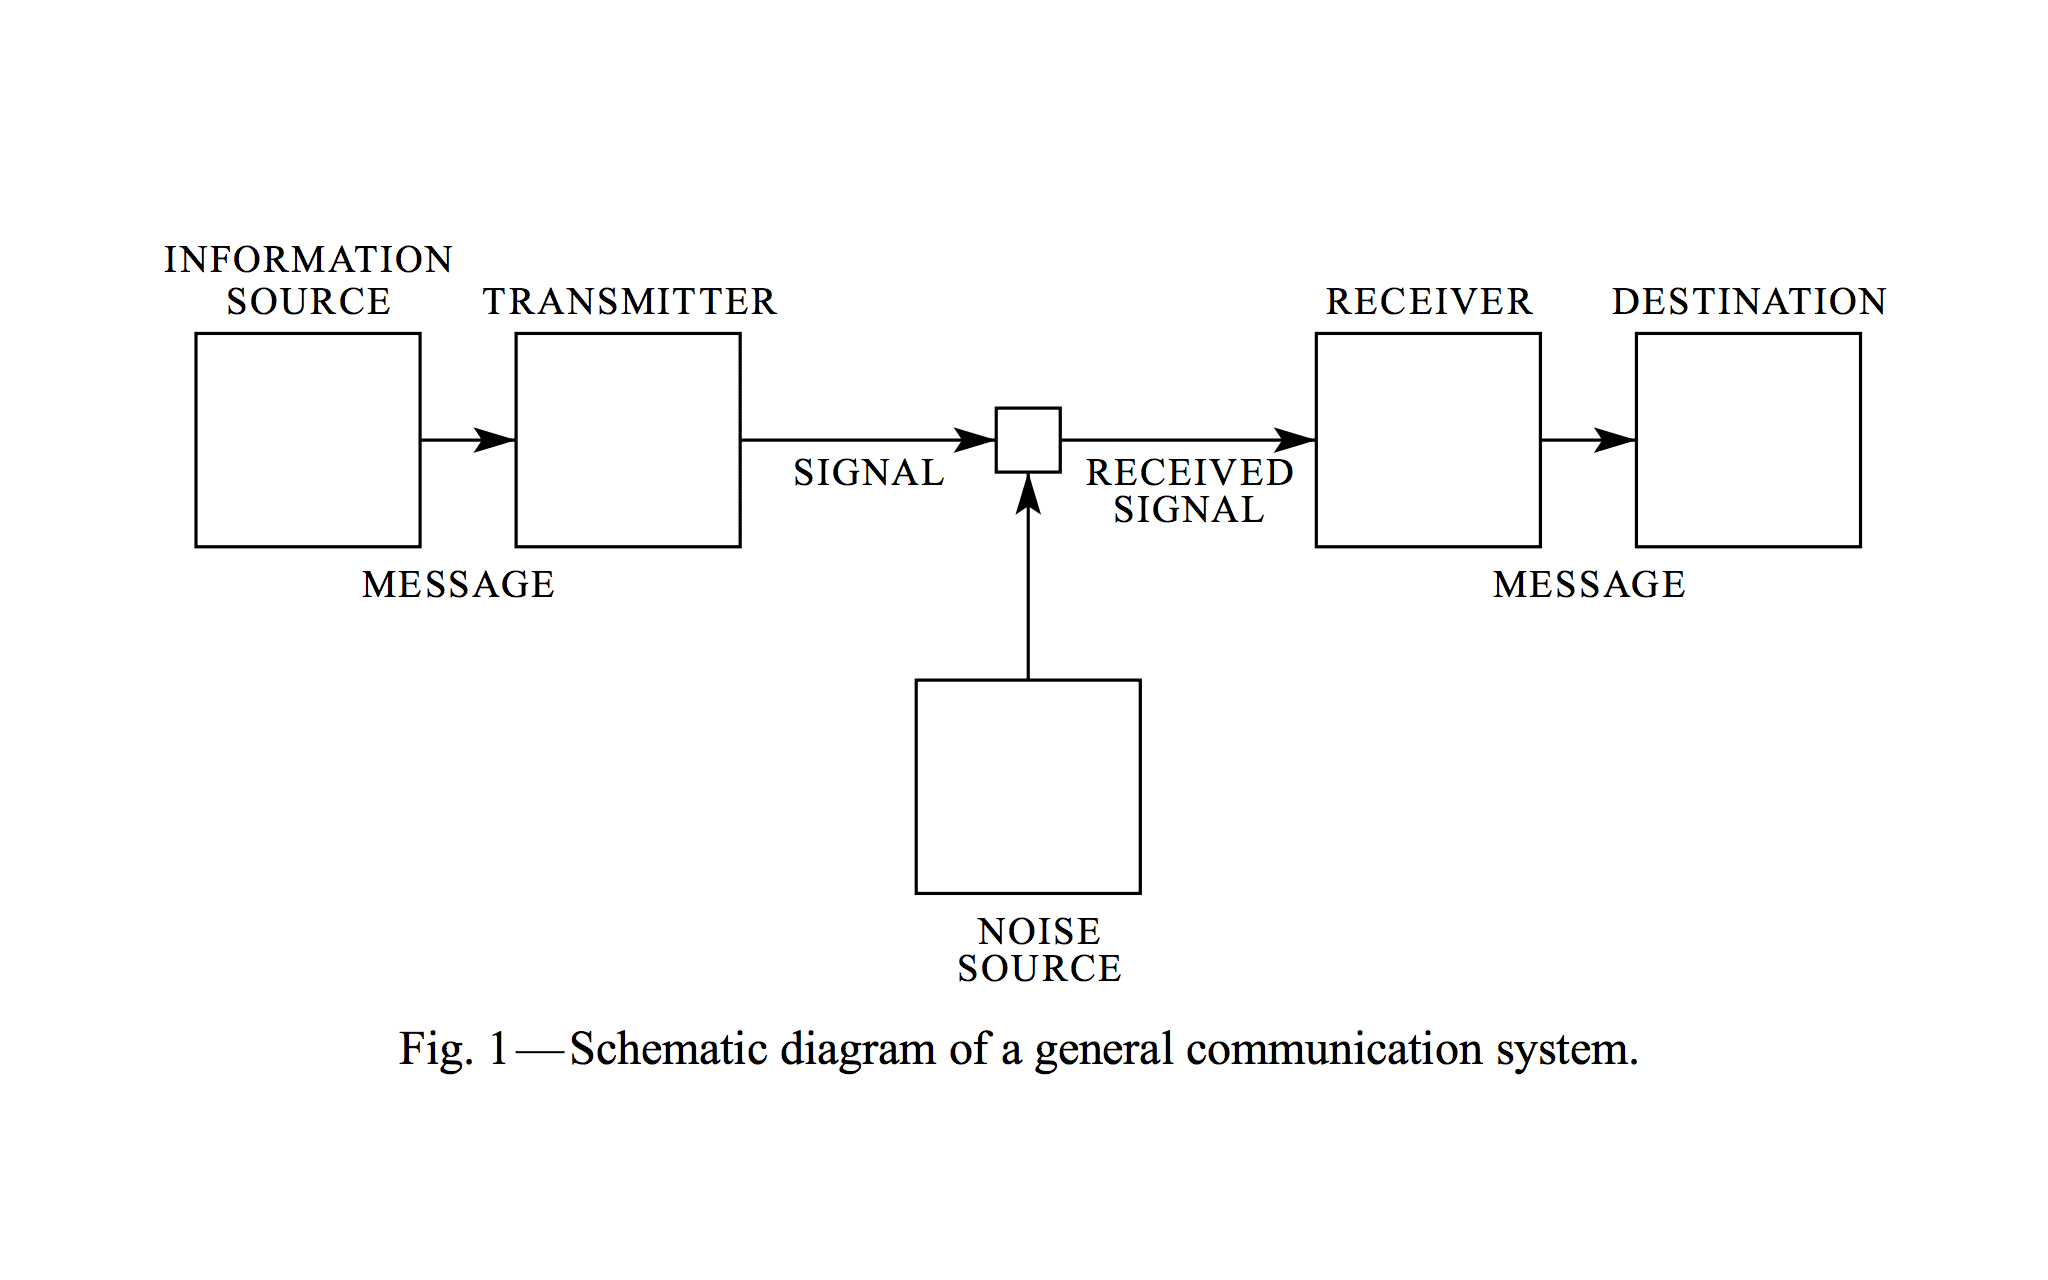 INFORMATION
SOURCE
TRANSMITTER
RECEIVER
DESTINATION
SIGNAL
RECEIVED
SIGNAL
MESSAGE
MESSAGE
NOISE
SOURCE
Fig. 1—Schematic diagram of a general communication system.